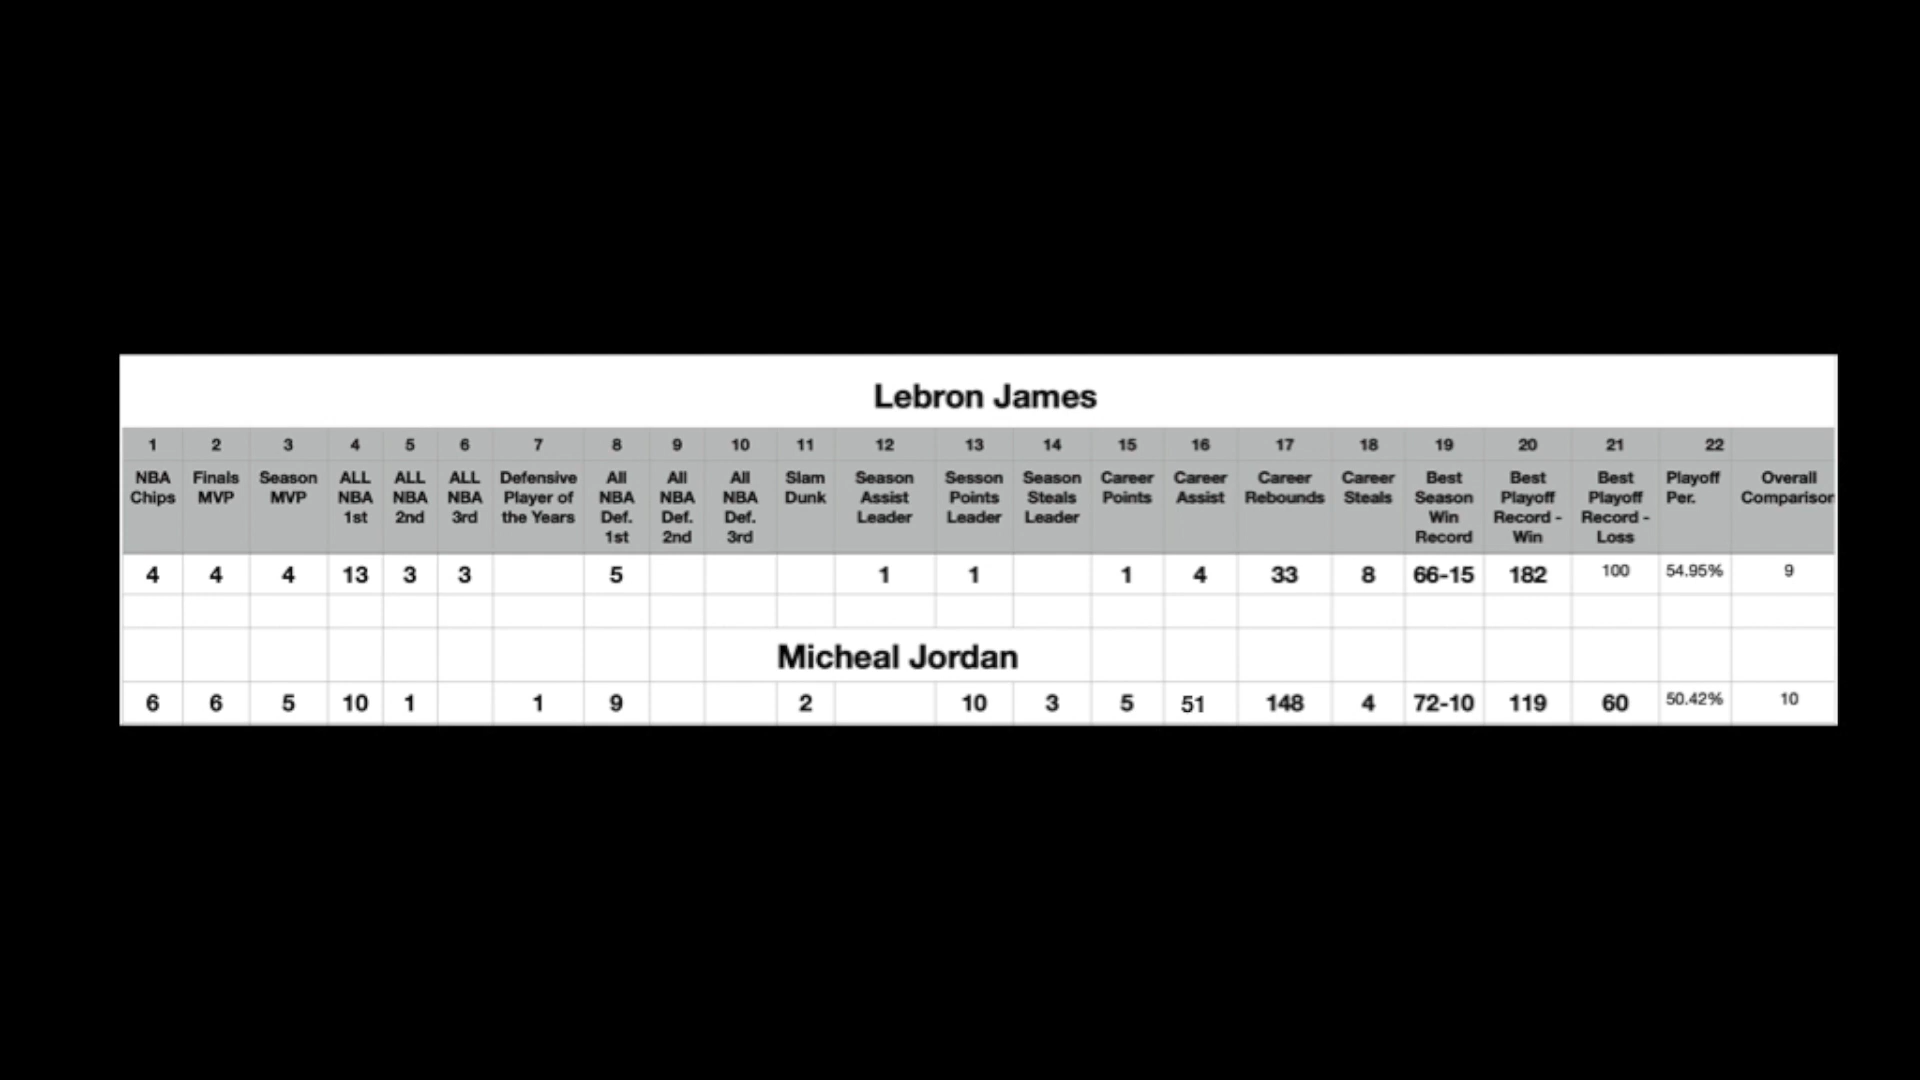 Lebron James
1 2 3 4 5 6 7 8 9 10 11 12 13 14 15 16 17 18 19 20 21 22
NBA Finals Season ALL ALL ALL Defensive All All All Slam Season Sesson Season Career Career Career Career Best Best Best Playoff Overall
Chips MVP MVP NBA NBA NBA Player of NBA NBA NBA Dunk Assist Points Steals Points Assist Rebounds Steals Season Playoff Playoff Per. Comparison
1st 2nd 3rd the Years Def. Def. Def. Leader Leader Leader Win Record - Record -
1st 2nd 3rd Record Win Loss
4 4 4 13 3 3 5 1 1 1 4 33 8 66-15 182 100 54.95% 9
Micheal Jordan
6 6 5 10 1 1 9 2 10 3 5 51 148 4 72-10 119 60 50.42% 10